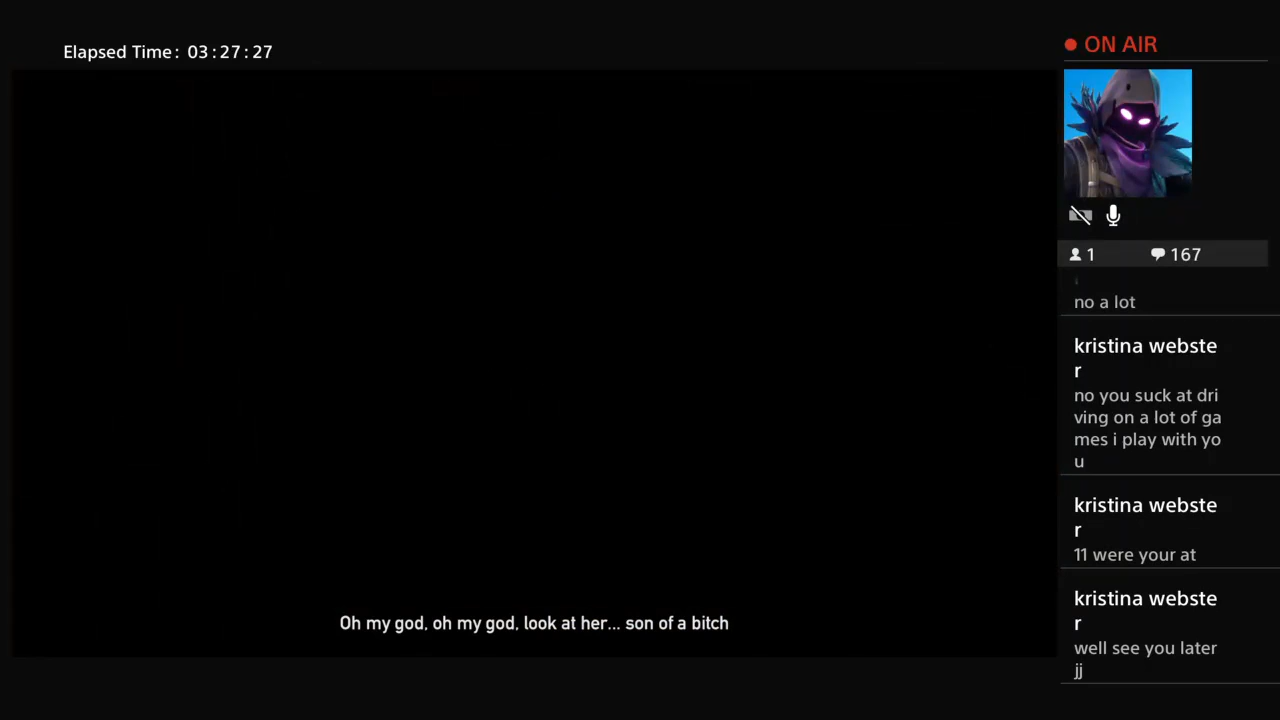 Elapsed Time: 03:27:27
ON AIR
1
167
no a lot
kristina webste
r
no you suck at dri
ving on a lot of ga
mes i play with yo
u
kristina webste
r
11 were your at
kristina webste
r
well see you later
jj
Oh my god, oh my god, look at her... son of a bitch